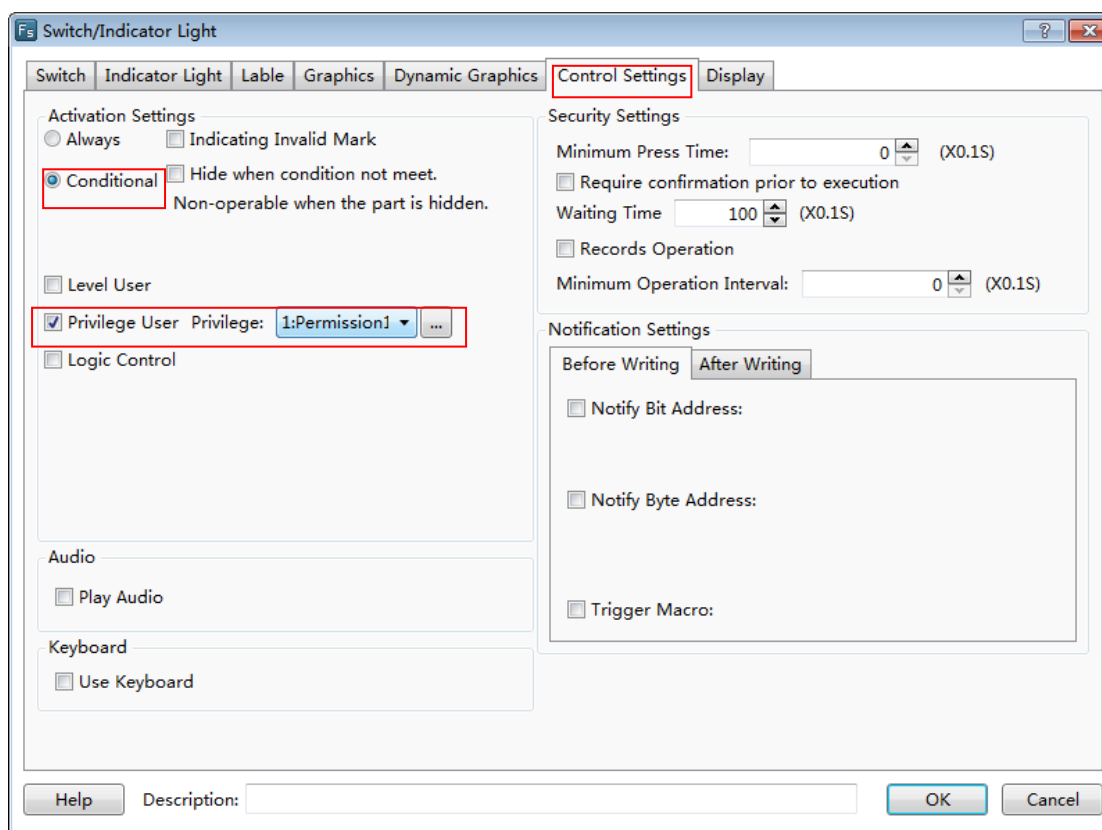 Fs Switch/Indicator Light
Switch Indicator Light Lable Graphics Dynamic Graphics Control Settings Display
Activation Settings
Always Indicating Invalid Mark
Conditional Hide when condition not meet.
Non-operable when the part is hidden.
Level User
Privilege User Privilege: 1:Permission1 ...
Logic Control
Audio
Play Audio
Keyboard
Use Keyboard
Security Settings
Minimum Press Time: 0 (X0.1S)
Require confirmation prior to execution
Waiting Time 100 (X0.1S)
Records Operation
Minimum Operation Interval: 0 (X0.1S)
Notification Settings
Before Writing After Writing
Notify Bit Address:
Notify Byte Address:
Trigger Macro:
Help Description: OK Cancel